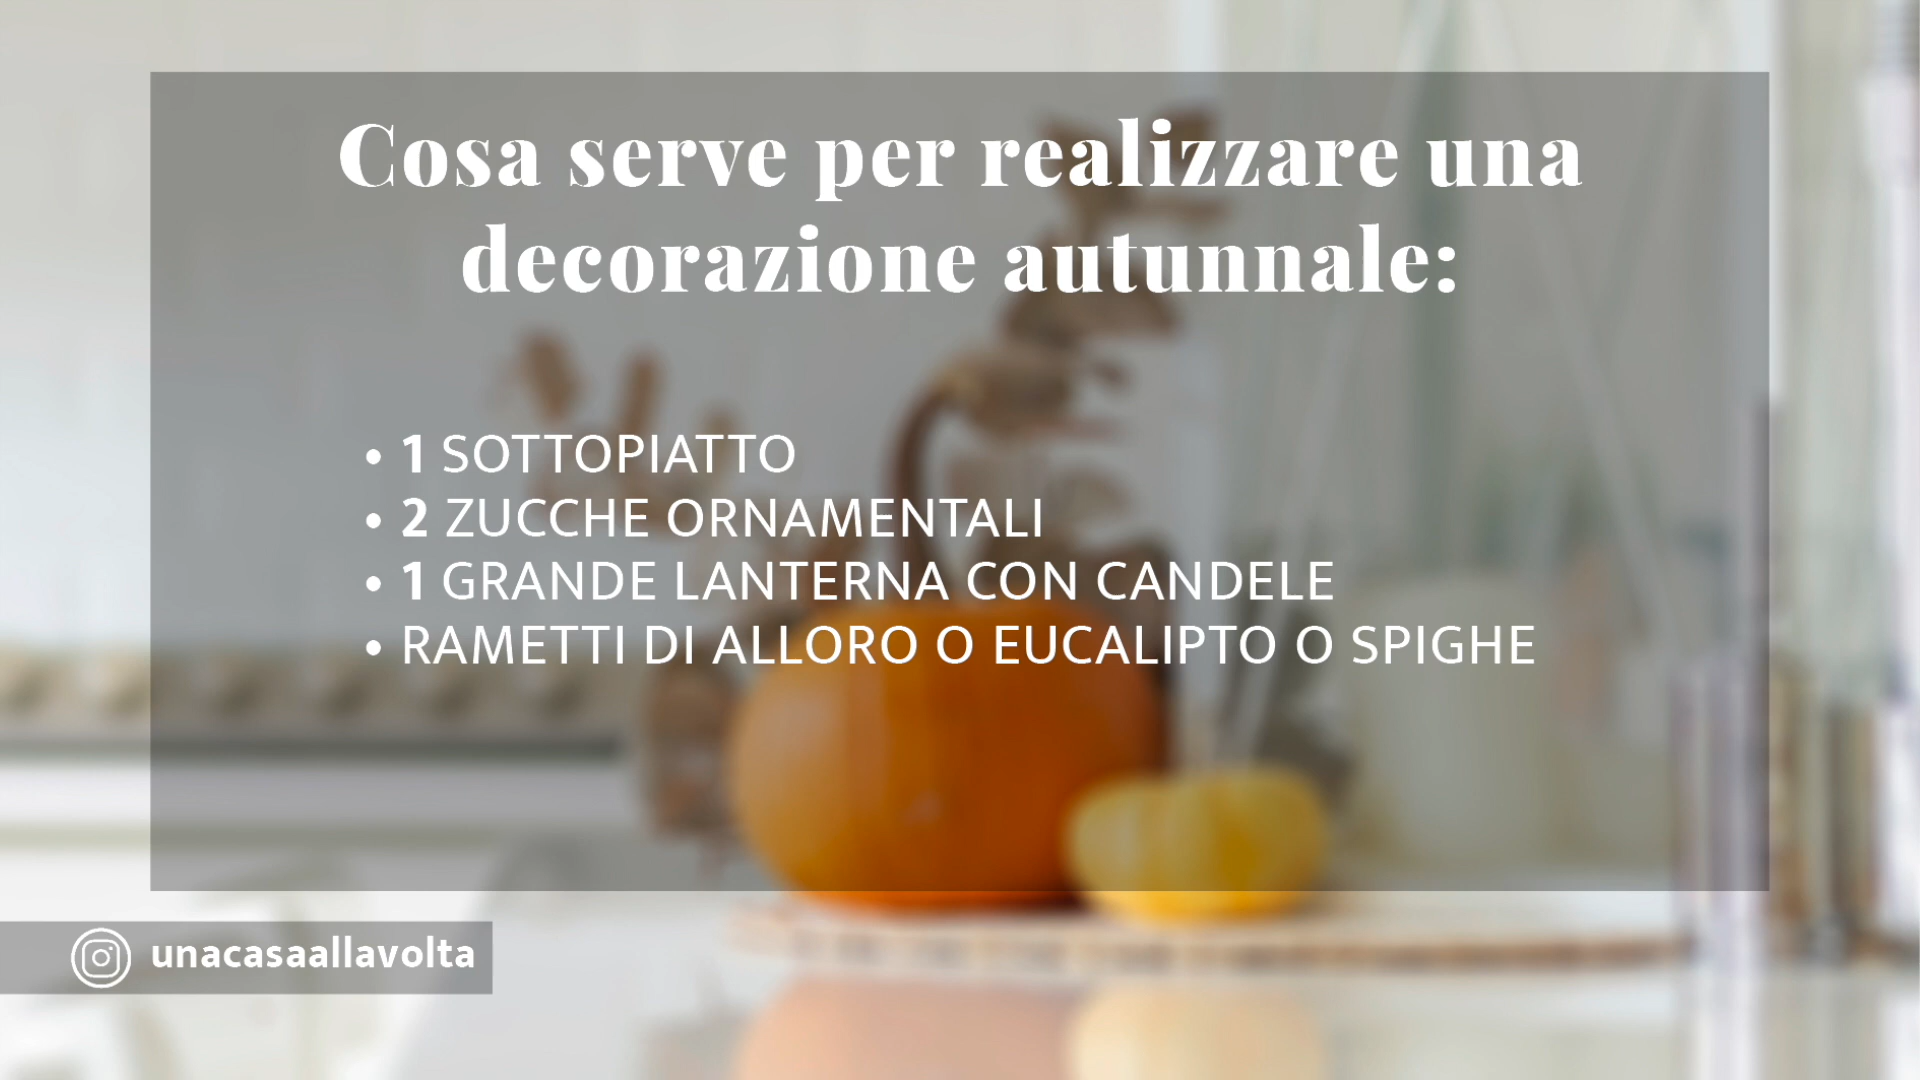 Cosa serve per realizzare una
decorazione autunnale:
• 1 SOTTOPIATTO
• 2 ZUCCHE ORNAMENTALI
• 1 GRANDE LANTERNA CON CANDELE
• RAMETTI DI ALLORO O EUCALIPTO O SPIGHE
unacasaallavolta